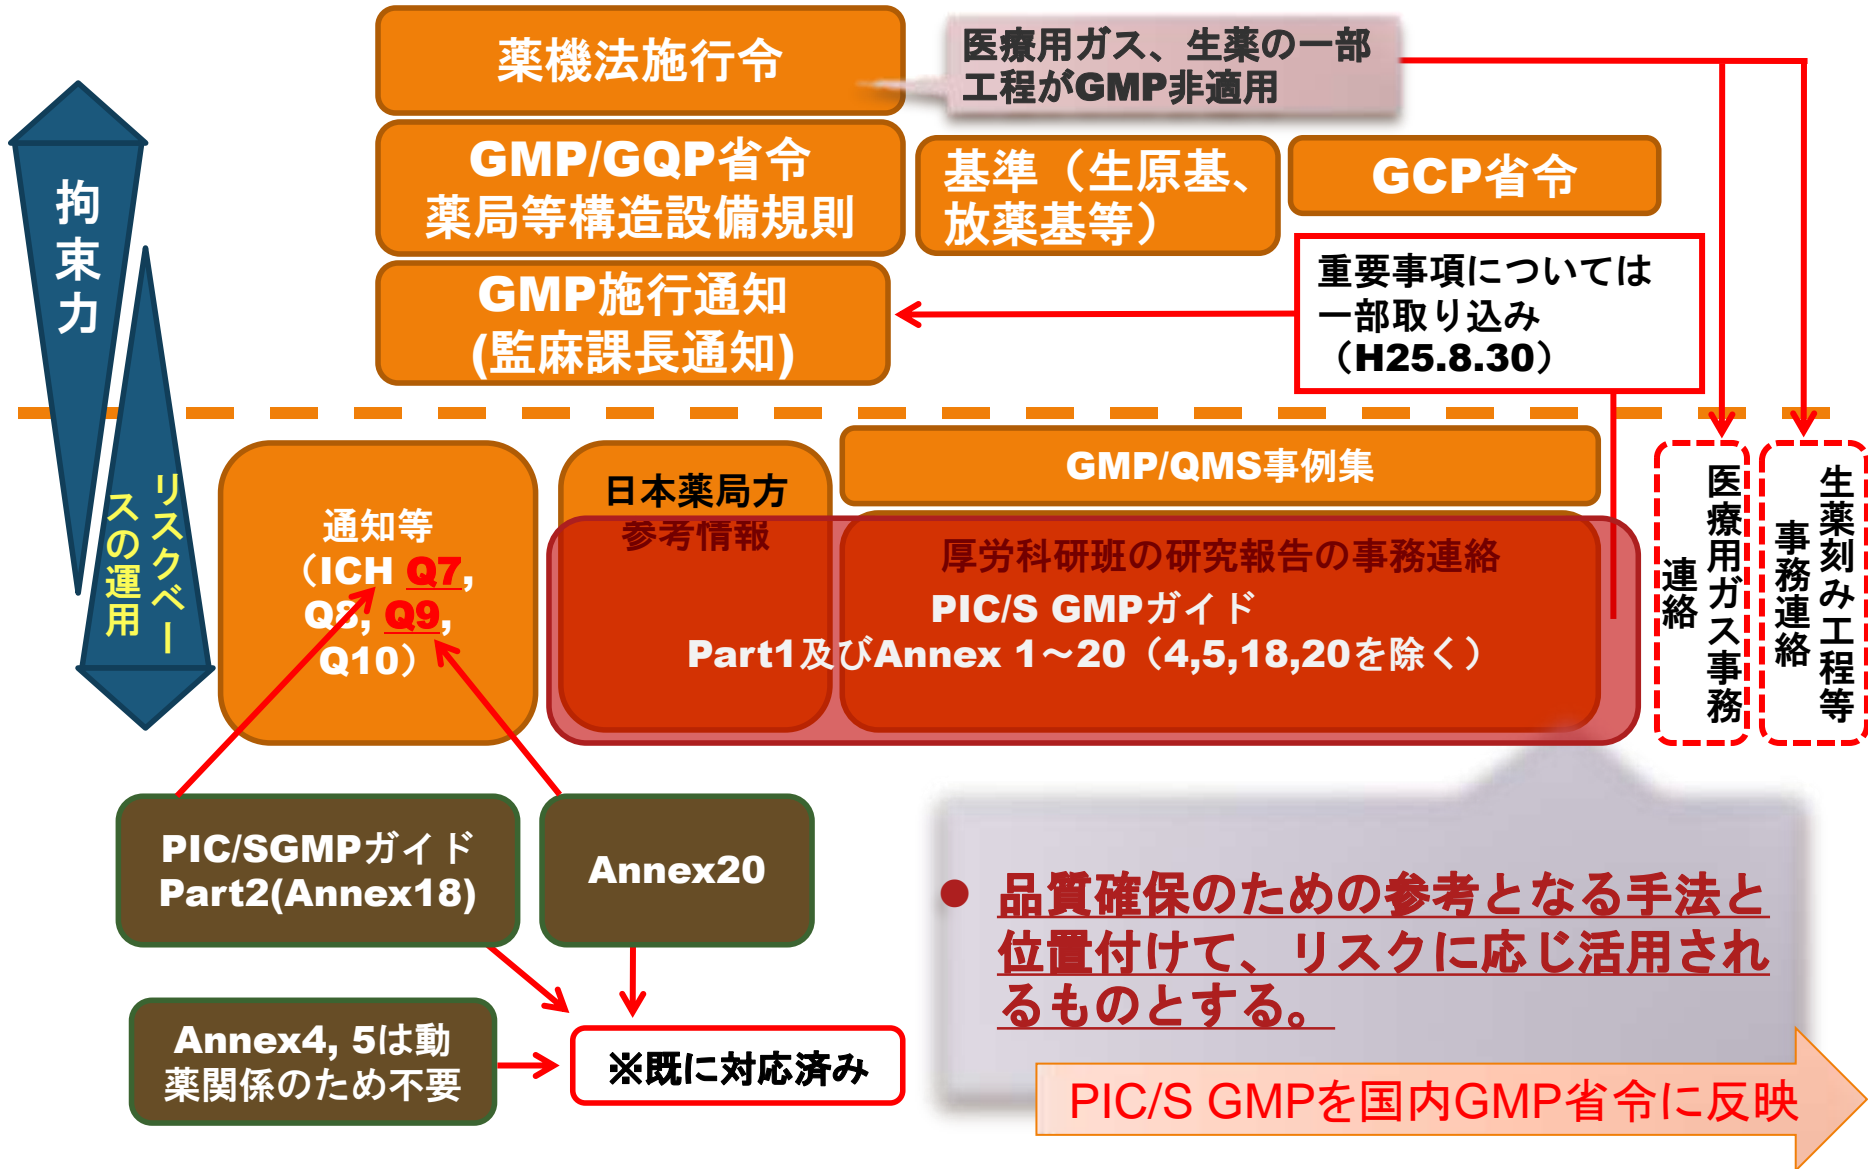 薬機法施行令
医療用ガス、生薬の一部
工程がGMP非適用
拘束力
GMP/GQP省令
薬局等構造設備規則
基準（生原基、
放薬基等）
GCP省令
GMP施行通知
(監麻課長通知)
重要事項については
一部取り込み
（H25.8.30）
リスクベー
スの運用
通知等
（ICH Q7,
Q8, Q9,
Q10）
日本薬局方
参考情報
GMP/QMS事例集
厚労科研班の研究報告の事務連絡
PIC/S GMPガイド
Part1及びAnnex 1～20（4,5,18,20を除く）
医療用ガス事務
連絡
生薬刻み工程等
事務連絡
PIC/SGMPガイド
Part2(Annex18)
Annex20
Annex4, 5は動
薬関係のため不要
※既に対応済み
● 品質確保のための参考となる手法と
位置付けて、リスクに応じ活用され
るものとする。
PIC/S GMPを国内GMP省令に反映